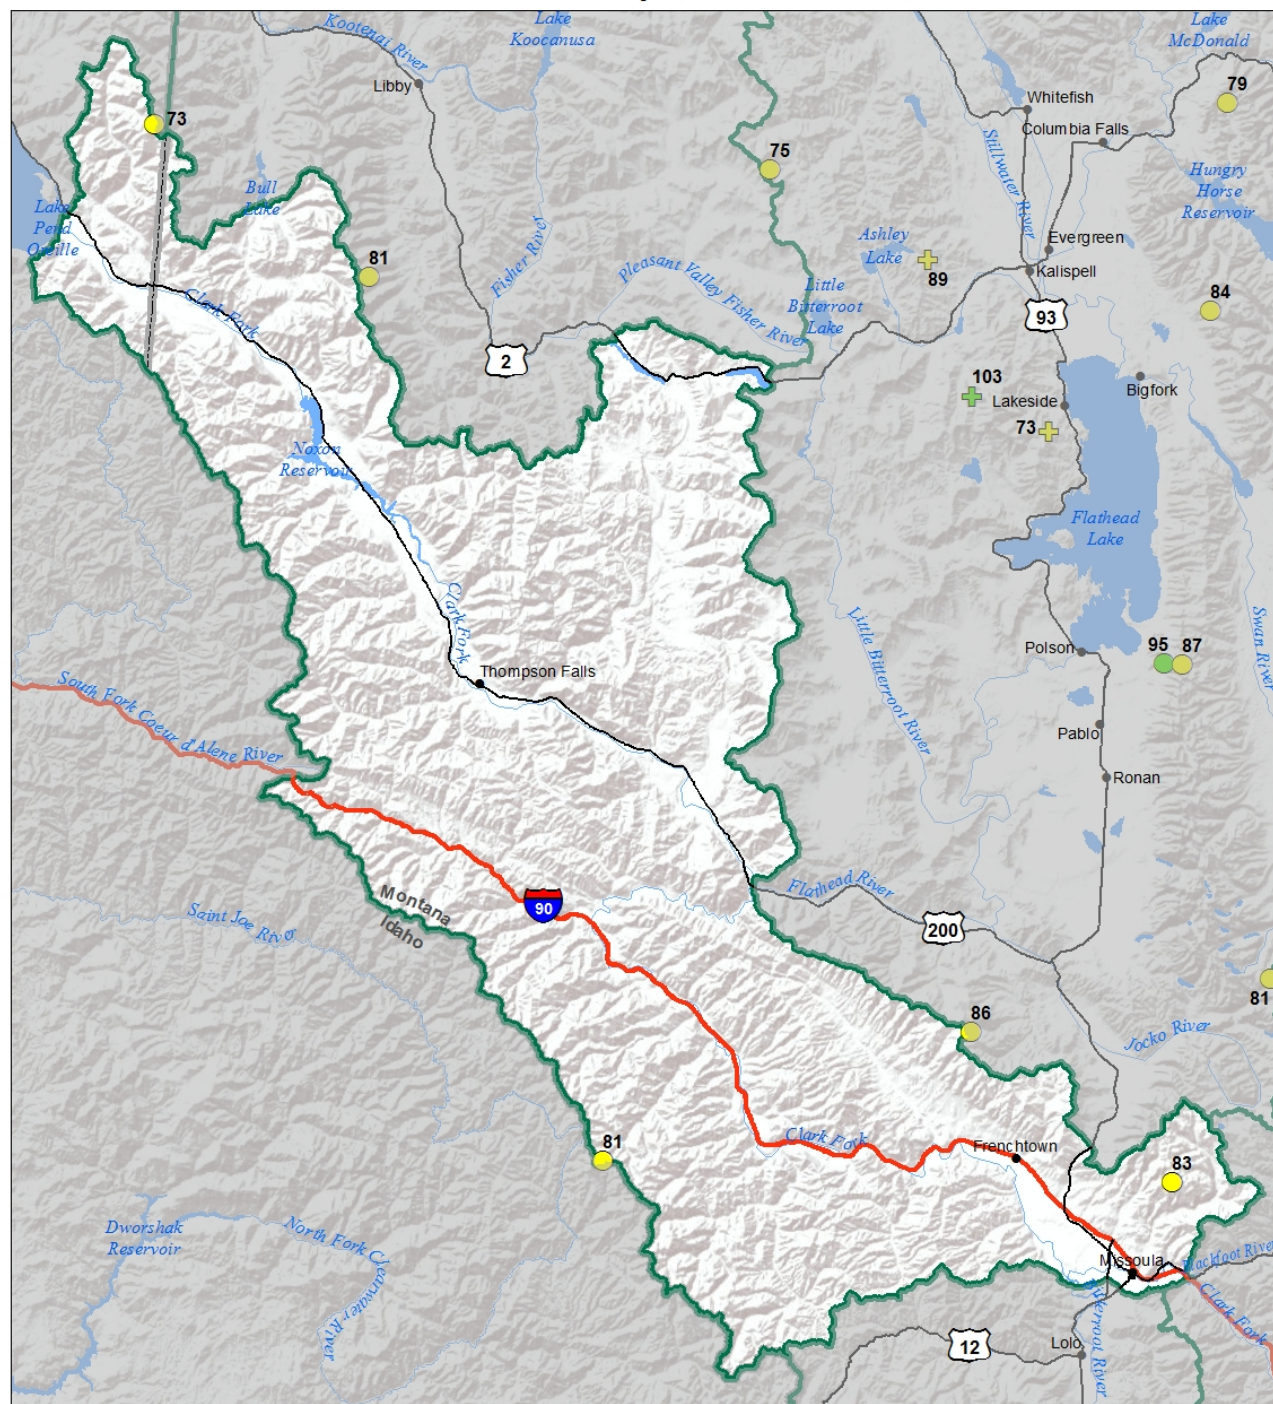 Kootenai River
Lake
Koocanusa
Lake
McDonald
Libby
79
Whitefish
Columbia Falls
73
75
Stillwater River
Hungry
Horse
Reservoir
Bull
Lake
Lake
Pend
Oreille
Fisher River
Ashley
Lake
Evergreen
Kalispell
81
89
Pleasant Valley Fisher River
Little
Bitterroot
Lake
84
Clark Fork
93
2
103
Lakeside
Bigfork
73
Noxon
Reservoir
Flathead
Lake
Clark Fork
Little Bitterroot River
Swan River
Polson
95
87
Thompson Falls
South Fork Coeur d'Alene River
Pablo
Ronan
Montana
Idaho
90
Flathead River
200
Saint Joe River
81
86
Jocko River
Clark Fork
Frenchtown
81
83
Dworshak
Reservoir
North Fork Clearwater River
Missoula
Blackfoot River
Clark Fork
Bitterroot River
12
Lolo